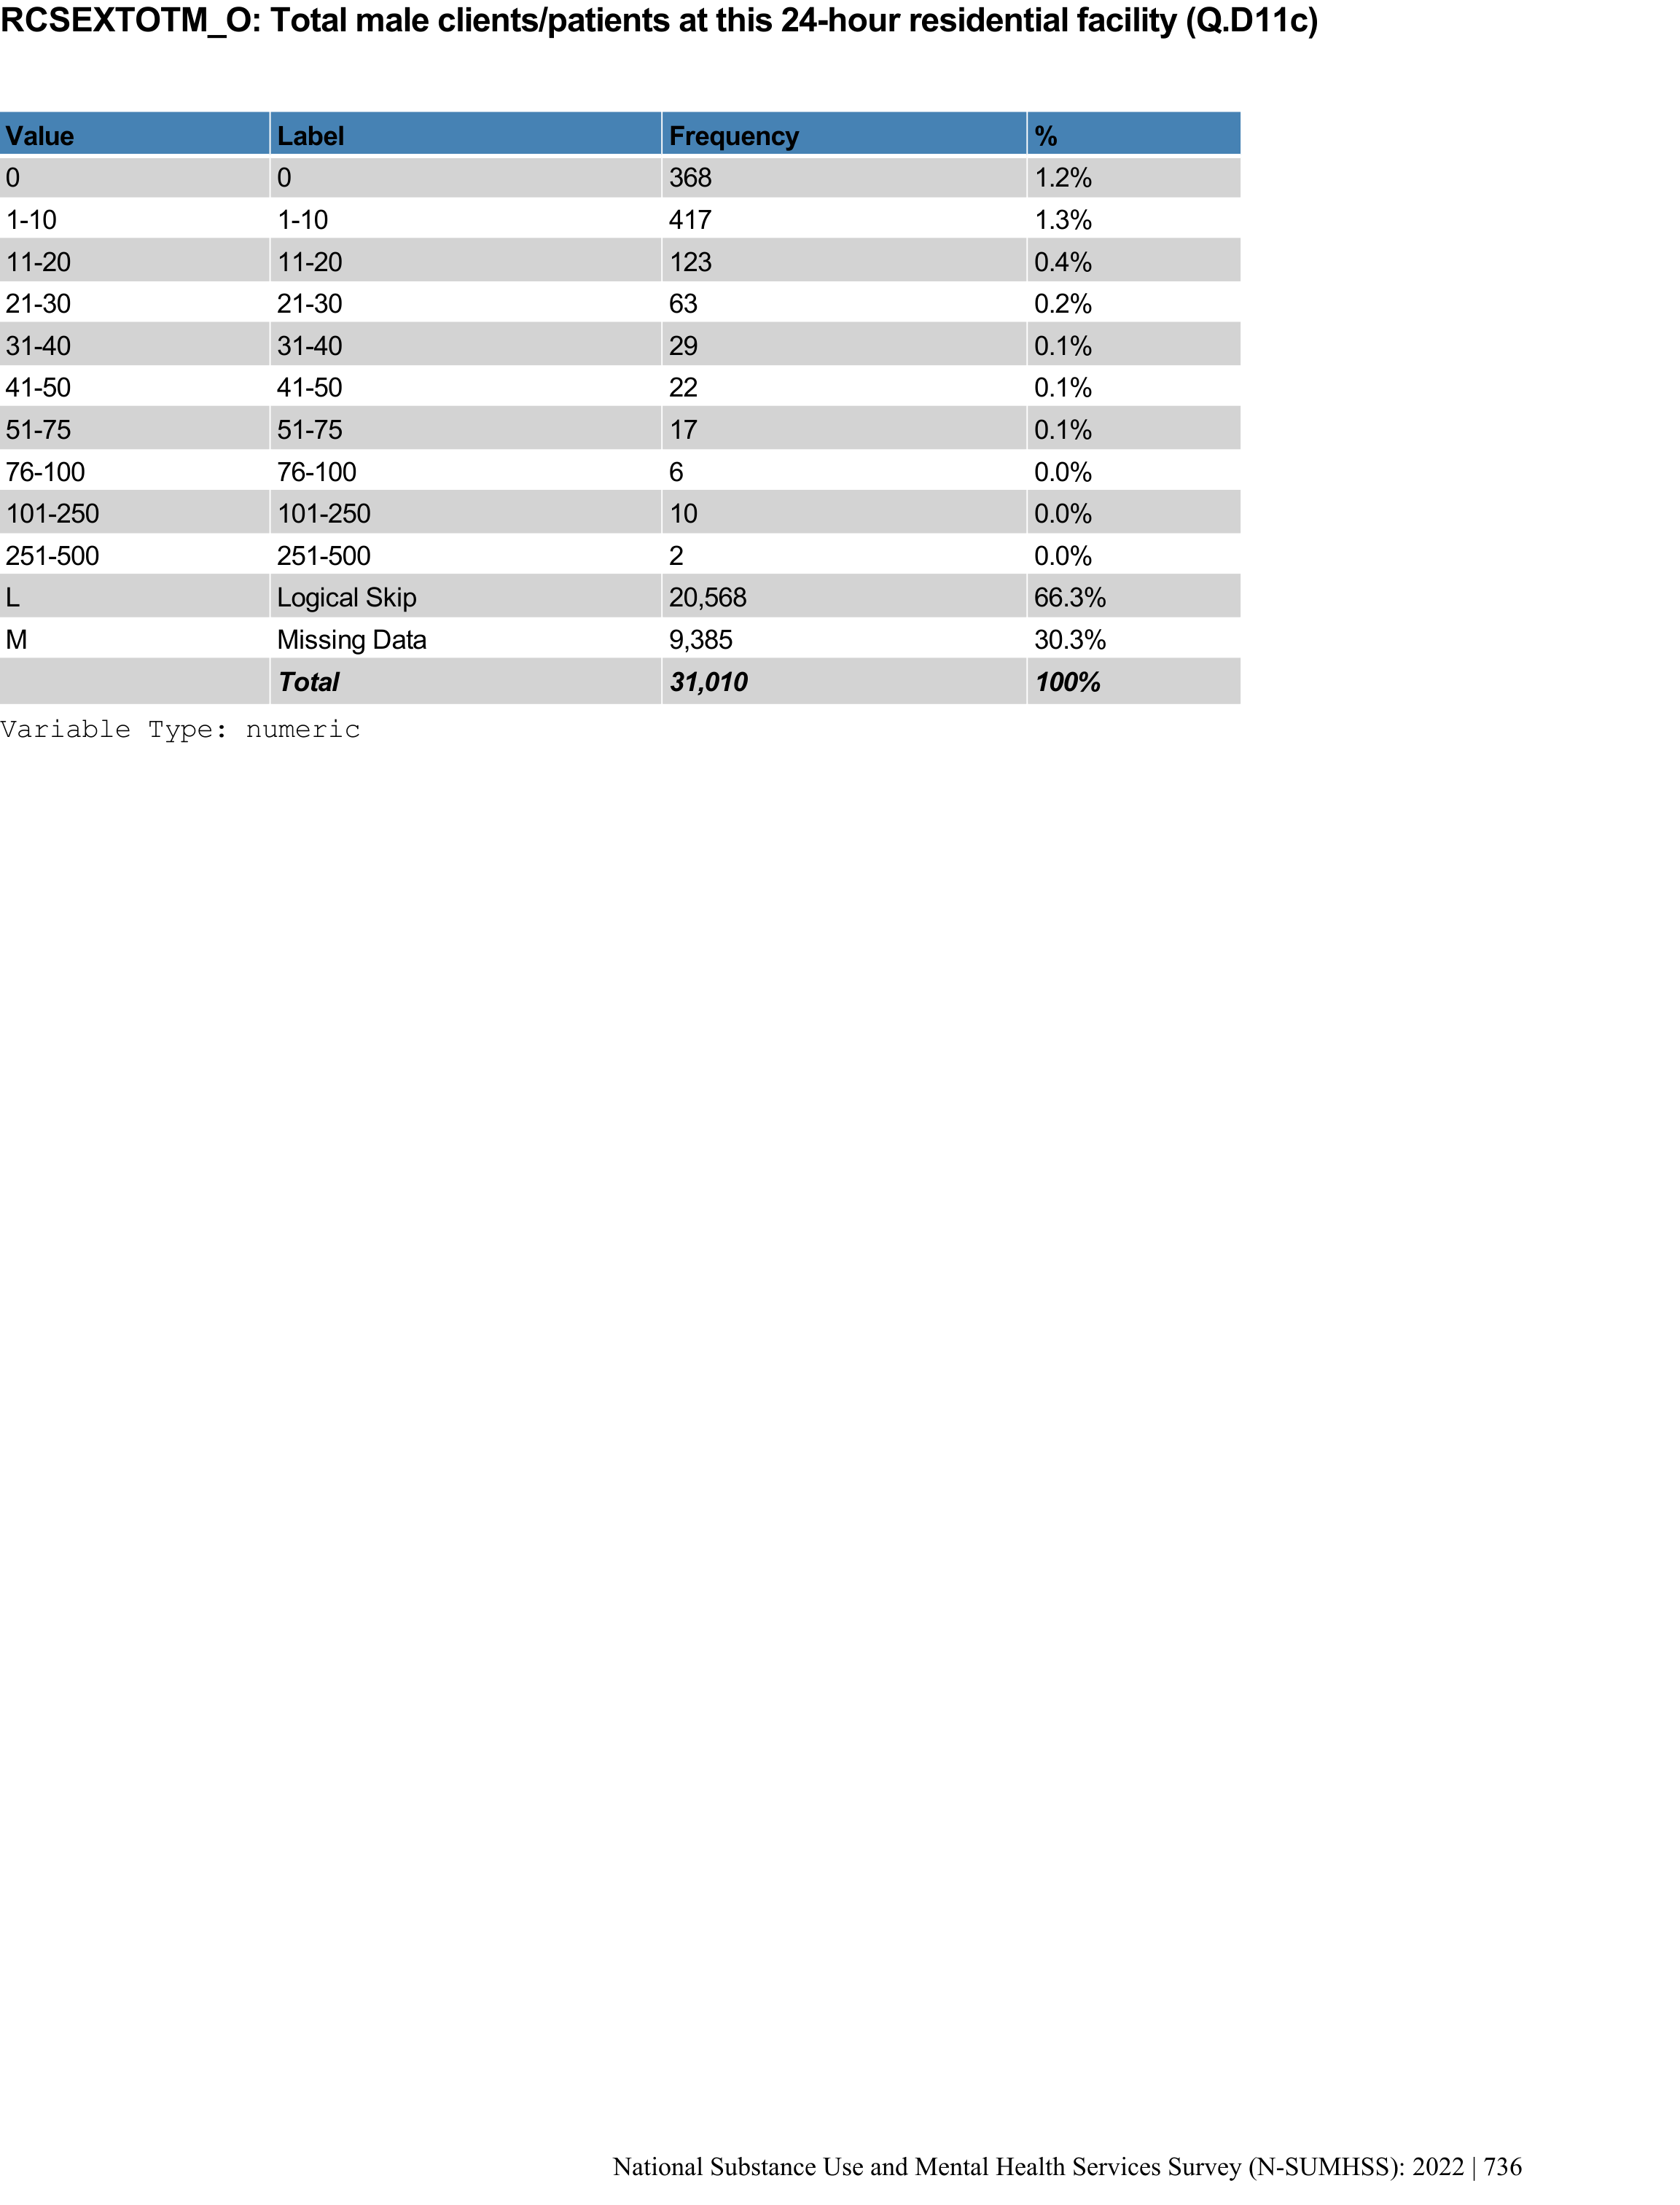 RCSEXTOTM_O: Total male clients/patients at this 24-hour residential facility (Q.D11c)
Value Label Frequency %
0 0 368 1.2%
1-10 1-10 417 1.3%
11-20 11-20 123 0.4%
21-30 21-30 63 0.2%
31-40 31-40 29 0.1%
41-50 41-50 22 0.1%
51-75 51-75 17 0.1%
76-100 76-100 6 0.0%
101-250 101-250 10 0.0%
251-500 251-500 2 0.0%
L Logical Skip 20,568 66.3%
M Missing Data 9,385 30.3%
Total 31,010 100%
Variable Type: numeric
National Substance Use and Mental Health Services Survey (N-SUMHSS): 2022 | 736